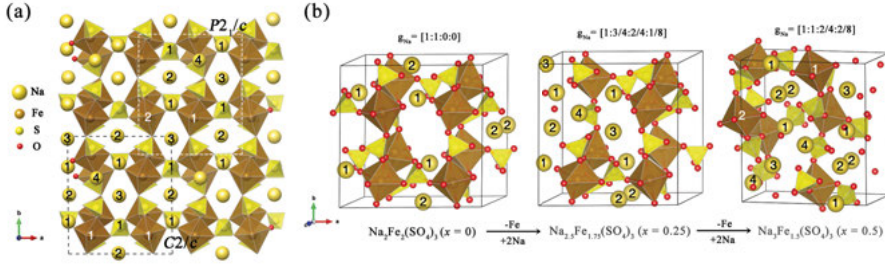 (a)
P2₁/c
Na
Fe
S
O
C2/c
b
a
(b)
g_Na = [1:1:0:0]
g_Na = [1:3/4:2/4:1/8]
g_Na = [1:1:2/4:2/8]
Na₂Fe₂(SO₄)₃ (x = 0)
-Fe
+2Na
Na₂.₅Fe₁.₇₅(SO₄)₃ (x = 0.25)
-Fe
+2Na
Na₃Fe₁.₅(SO₄)₃ (x = 0.5)